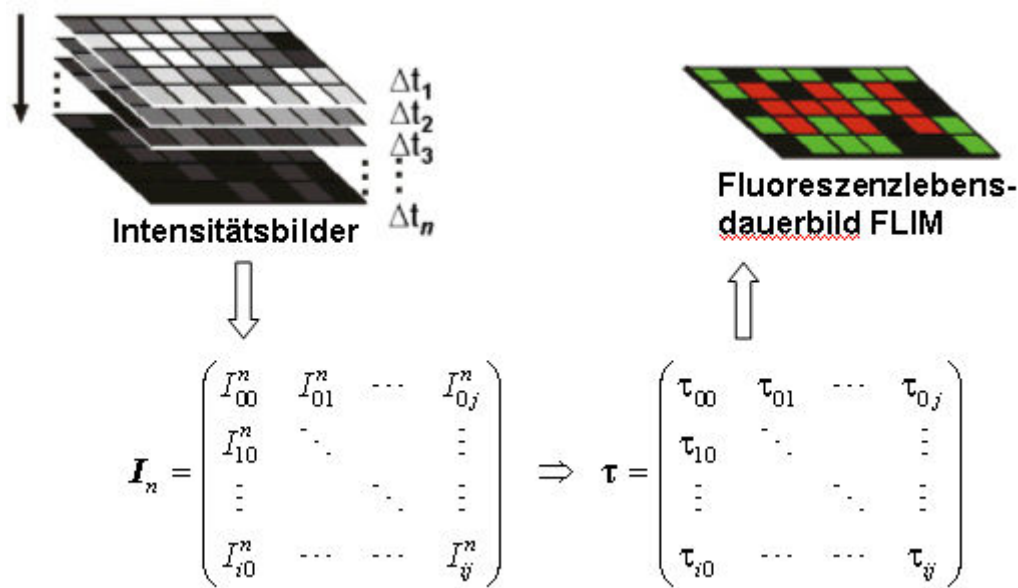 Δt₁
Δt₂
Δt₃
Δtₙ
Intensitätsbilder
Fluoreszenzlebens-
dauerbild FLIM
I₀₀ⁿ I₀₁ⁿ ⋯ I₀ⱼⁿ
I₁₀ⁿ ⋱ ⋮
Iₙ = ⋮ ⋱ ⋮
Iᵢ₀ⁿ ⋯ ⋯ Iᵢⱼⁿ
⇒
τ₀₀ τ₀₁ ⋯ τ₀ⱼ
τ₁₀ ⋱ ⋮
τ = ⋮ ⋱ ⋮
τᵢ₀ ⋯ ⋯ τᵢⱼ